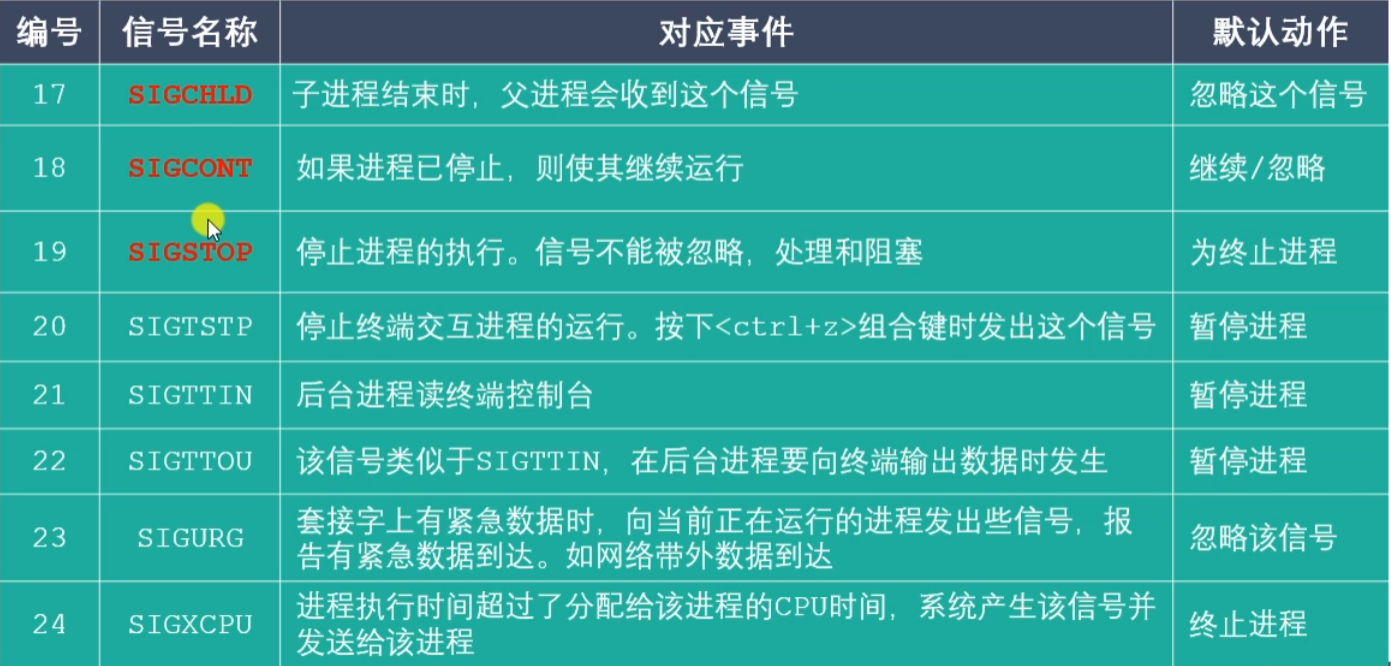 编号 信号名称 对应事件 默认动作
17 SIGCHLD 子进程结束时，父进程会收到这个信号 忽略这个信号
18 SIGCONT 如果进程已停止，则使其继续运行 继续/忽略
19 SIGSTOP 停止进程的执行。信号不能被忽略，处理和阻塞 为终止进程
20 SIGTSTP 停止终端交互进程的运行。按下<ctrl+z>组合键时发出这个信号 暂停进程
21 SIGTTIN 后台进程读终端控制台 暂停进程
22 SIGTTOU 该信号类似于SIGTTIN，在后台进程要向终端输出数据时发生 暂停进程
23 SIGURG 套接字上有紧急数据时，向当前正在运行的进程发出些信号，报
告有紧急数据到达。如网络带外数据到达 忽略该信号
24 SIGXCPU 进程执行时间超过了分配给该进程的CPU时间，系统产生该信号并
发送给该进程 终止进程